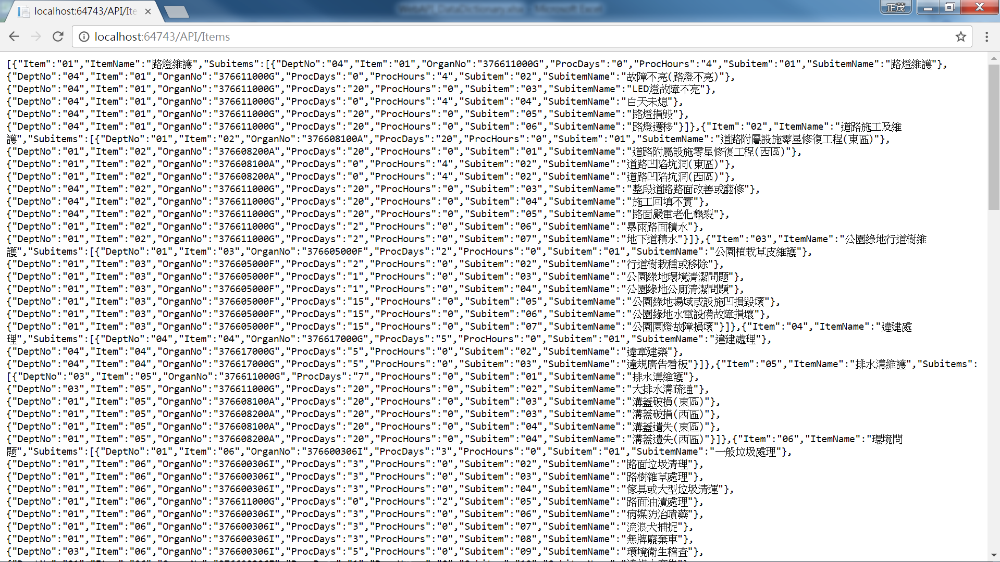 localhost:64743/API/Ite
正茂
localhost:64743/API/Items
[{"Item":"01","ItemName":"路燈維護","Subitems":[{"DeptNo":"04","Item":"01","OrganNo":"376611000G","ProcDays":"0","ProcHours":"4","Subitem":"01","SubitemName":"路燈維護"},
{"DeptNo":"04","Item":"01","OrganNo":"376611000G","ProcDays":"0","ProcHours":"4","Subitem":"02","SubitemName":"故障不亮(路燈不亮)"},
{"DeptNo":"04","Item":"01","OrganNo":"376611000G","ProcDays":"20","ProcHours":"0","Subitem":"03","SubitemName":"LED燈故障不亮"},
{"DeptNo":"04","Item":"01","OrganNo":"376611000G","ProcDays":"0","ProcHours":"4","Subitem":"04","SubitemName":"白天未熄"},
{"DeptNo":"04","Item":"01","OrganNo":"376611000G","ProcDays":"20","ProcHours":"0","Subitem":"05","SubitemName":"路燈損毀"},
{"DeptNo":"04","Item":"01","OrganNo":"376611000G","ProcDays":"20","ProcHours":"0","Subitem":"06","SubitemName":"路燈遷移"}]},{"Item":"02","ItemName":"道路施工及維
護","Subitems":[{"DeptNo":"01","Item":"02","OrganNo":"376608100A","ProcDays":"20","ProcHours":"0","Subitem":"01","SubitemName":"道路附屬設施零星修復工程(東區)"},
{"DeptNo":"01","Item":"02","OrganNo":"376608200A","ProcDays":"20","ProcHours":"0","Subitem":"01","SubitemName":"道路附屬設施零星修復工程(西區)"},
{"DeptNo":"01","Item":"02","OrganNo":"376608100A","ProcDays":"0","ProcHours":"4","Subitem":"02","SubitemName":"道路凹陷坑洞(東區)"},
{"DeptNo":"01","Item":"02","OrganNo":"376608200A","ProcDays":"0","ProcHours":"4","Subitem":"02","SubitemName":"道路凹陷坑洞(西區)"},
{"DeptNo":"04","Item":"02","OrganNo":"376611000G","ProcDays":"20","ProcHours":"0","Subitem":"03","SubitemName":"整段道路路面改善或翻修"},
{"DeptNo":"04","Item":"02","OrganNo":"376611000G","ProcDays":"20","ProcHours":"0","Subitem":"04","SubitemName":"施工回填不實"},
{"DeptNo":"04","Item":"02","OrganNo":"376611000G","ProcDays":"20","ProcHours":"0","Subitem":"05","SubitemName":"路面嚴重老化龜裂"},
{"DeptNo":"01","Item":"02","OrganNo":"376611000G","ProcDays":"2","ProcHours":"0","Subitem":"06","SubitemName":"暴雨路面積水"},
{"DeptNo":"01","Item":"02","OrganNo":"376611000G","ProcDays":"2","ProcHours":"0","Subitem":"07","SubitemName":"地下道積水"}]},{"Item":"03","ItemName":"公園綠地行道樹維
護","Subitems":[{"DeptNo":"01","Item":"03","OrganNo":"376605000F","ProcDays":"2","ProcHours":"0","Subitem":"01","SubitemName":"公園植栽草皮維護"},
{"DeptNo":"01","Item":"03","OrganNo":"376605000F","ProcDays":"2","ProcHours":"0","Subitem":"02","SubitemName":"行道樹栽種或移除"},
{"DeptNo":"01","Item":"03","OrganNo":"376605000F","ProcDays":"1","ProcHours":"0","Subitem":"03","SubitemName":"公園綠地環境清潔問題"},
{"DeptNo":"01","Item":"03","OrganNo":"376605000F","ProcDays":"1","ProcHours":"0","Subitem":"04","SubitemName":"公園綠地公廁清潔問題"},
{"DeptNo":"01","Item":"03","OrganNo":"376605000F","ProcDays":"15","ProcHours":"0","Subitem":"05","SubitemName":"公園綠地場域或設施凹損毀壞"},
{"DeptNo":"01","Item":"03","OrganNo":"376605000F","ProcDays":"15","ProcHours":"0","Subitem":"06","SubitemName":"公園綠地水電設備故障損壞"},
{"DeptNo":"01","Item":"03","OrganNo":"376605000F","ProcDays":"15","ProcHours":"0","Subitem":"07","SubitemName":"公園園燈故障損壞"}]},{"Item":"04","ItemName":"違建處
理","Subitems":[{"DeptNo":"04","Item":"04","OrganNo":"376617000G","ProcDays":"5","ProcHours":"0","Subitem":"01","SubitemName":"違建處理"},
{"DeptNo":"04","Item":"04","OrganNo":"376617000G","ProcDays":"5","ProcHours":"0","Subitem":"02","SubitemName":"違章建築"},
{"DeptNo":"04","Item":"04","OrganNo":"376617000G","ProcDays":"5","ProcHours":"0","Subitem":"03","SubitemName":"違規廣告看板"}]},{"Item":"05","ItemName":"排水溝維護","Subitems":
[{"DeptNo":"03","Item":"05","OrganNo":"376611000G","ProcDays":"7","ProcHours":"0","Subitem":"01","SubitemName":"排水溝維護"},
{"DeptNo":"03","Item":"05","OrganNo":"376611000G","ProcDays":"20","ProcHours":"0","Subitem":"02","SubitemName":"大排水溝疏通"},
{"DeptNo":"01","Item":"05","OrganNo":"376608100A","ProcDays":"20","ProcHours":"0","Subitem":"03","SubitemName":"溝蓋破損(東區)"},
{"DeptNo":"01","Item":"05","OrganNo":"376608200A","ProcDays":"20","ProcHours":"0","Subitem":"03","SubitemName":"溝蓋破損(西區)"},
{"DeptNo":"01","Item":"05","OrganNo":"376608100A","ProcDays":"20","ProcHours":"0","Subitem":"04","SubitemName":"溝蓋遺失(東區)"},
{"DeptNo":"01","Item":"05","OrganNo":"376608200A","ProcDays":"20","ProcHours":"0","Subitem":"04","SubitemName":"溝蓋遺失(西區)"}]},{"Item":"06","ItemName":"環境問
題","Subitems":[{"DeptNo":"01","Item":"06","OrganNo":"376600306I","ProcDays":"3","ProcHours":"0","Subitem":"01","SubitemName":"一般垃圾處理"},
{"DeptNo":"01","Item":"06","OrganNo":"376600306I","ProcDays":"3","ProcHours":"0","Subitem":"02","SubitemName":"路面垃圾清理"},
{"DeptNo":"01","Item":"06","OrganNo":"376600306I","ProcDays":"3","ProcHours":"0","Subitem":"03","SubitemName":"路樹雜草處理"},
{"DeptNo":"01","Item":"06","OrganNo":"376600306I","ProcDays":"3","ProcHours":"0","Subitem":"04","SubitemName":"傢具或大型垃圾清運"},
{"DeptNo":"01","Item":"06","OrganNo":"376611000G","ProcDays":"0","ProcHours":"2","Subitem":"05","SubitemName":"路面油漬處理"},
{"DeptNo":"01","Item":"06","OrganNo":"376600306I","ProcDays":"3","ProcHours":"0","Subitem":"06","SubitemName":"病媒防治噴藥"},
{"DeptNo":"01","Item":"06","OrganNo":"376600306I","ProcDays":"3","ProcHours":"0","Subitem":"07","SubitemName":"流浪犬捕捉"},
{"DeptNo":"01","Item":"06","OrganNo":"376600306I","ProcDays":"3","ProcHours":"0","Subitem":"08","SubitemName":"無牌廢棄車"},
{"DeptNo":"03","Item":"06","OrganNo":"376600306I","ProcDays":"5","ProcHours":"0","Subitem":"09","SubitemName":"環境衛生稽查"},